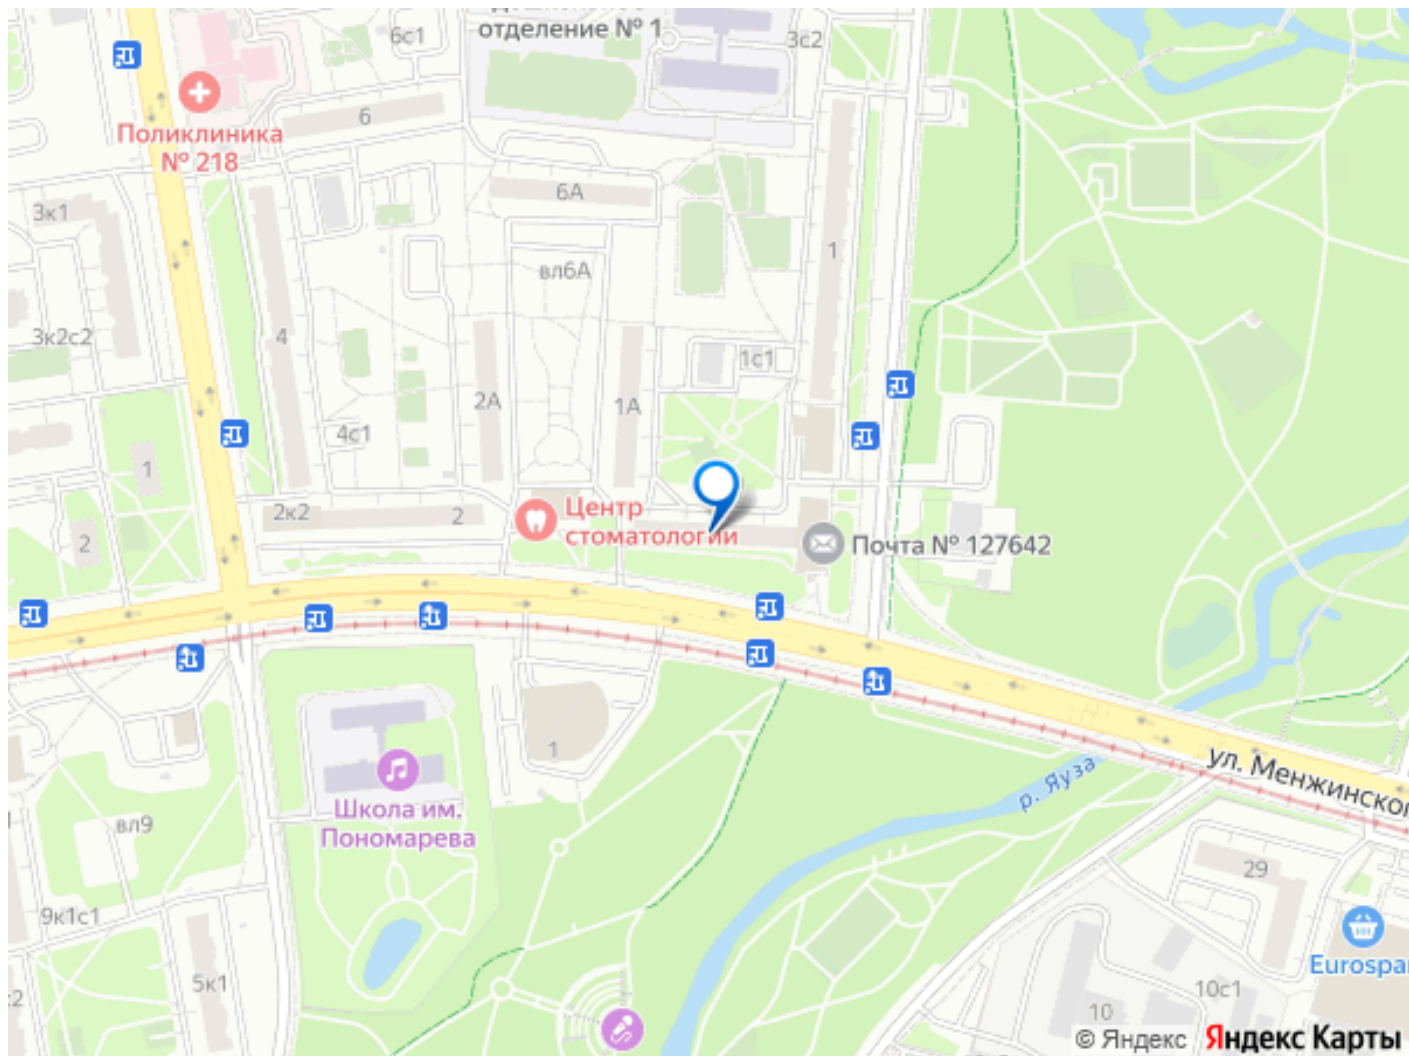 отделение № 1
6с1
3с2
Поликлиника
№ 218
6
6А
3к1
1
вл6А
3к2с2
4
1с1
2А
1А
4с1
1
2к2
2
Центр
стоматологии
2
Почта № 127642
ул. Менжинског
1
р. Яуза
Школа им.
Пономарева
вл9
29
9к1с1
Eurospar
5к1
10с1
10
© Яндекс
Яндекс Карты